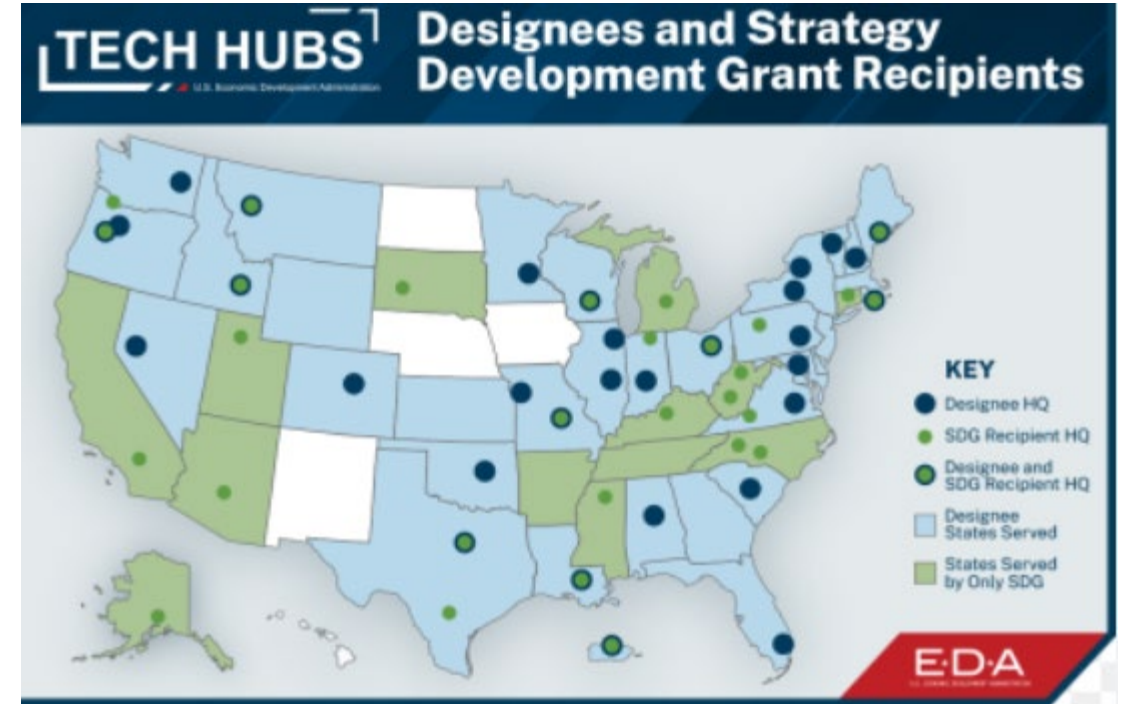 TECH HUBS
U.S. Economic Development Administration
Designees and Strategy
Development Grant Recipients
KEY
Designee HQ
SDG Recipient HQ
Designee and
SDG Recipient HQ
Designee
States Served
States Served
by Only SDG
E·D·A